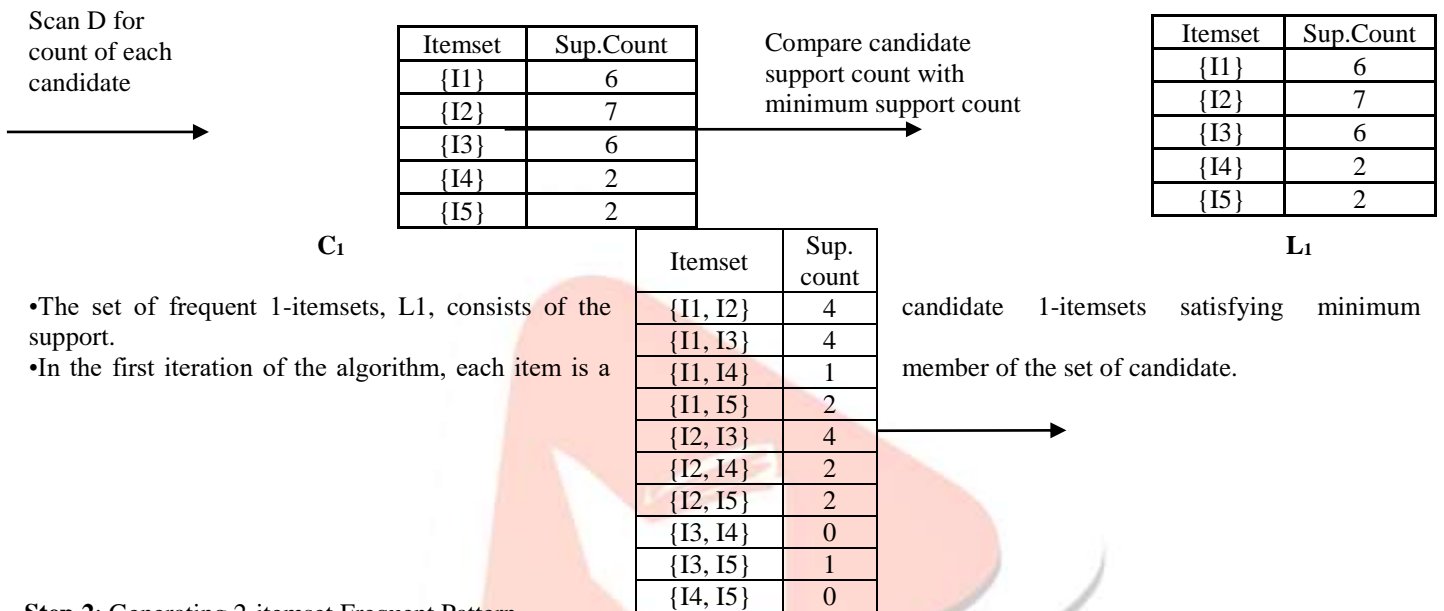 Scan D for
count of each
candidate
Itemset Sup.Count
{I1} 6
{I2} 7
{I3} 6
{I4} 2
{I5} 2
C1
Compare candidate
support count with
minimum support count
Itemset Sup.Count
{I1} 6
{I2} 7
{I3} 6
{I4} 2
{I5} 2
L1
•The set of frequent 1-itemsets, L1, consists of the candidate 1-itemsets satisfying minimum
support.
•In the first iteration of the algorithm, each item is a member of the set of candidate.
Itemset Sup.
count
{I1, I2} 4
{I1, I3} 4
{I1, I4} 1
{I1, I5} 2
{I2, I3} 4
{I2, I4} 2
{I2, I5} 2
{I3, I4} 0
{I3, I5} 1
{I4, I5} 0
Step 2: Generating 2-itemset Frequent Pattern